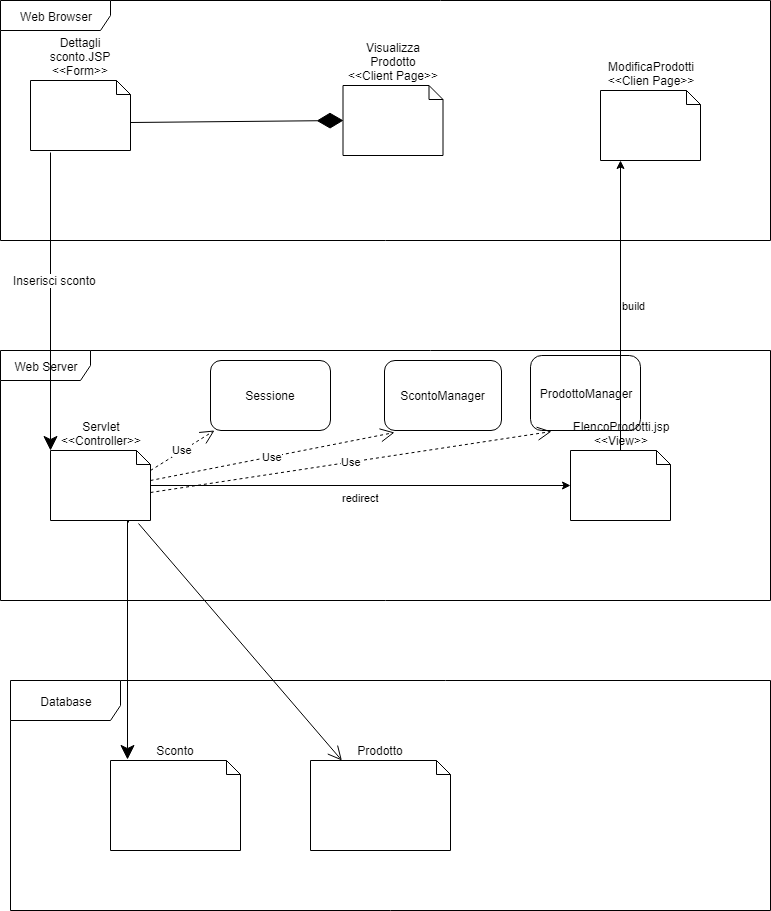 Web Browser
Dettagli
sconto.JSP
<<Form>>
Visualizza
Prodotto
<<Client Page>>
ModificaProdotti
<<Clien Page>>
Inserisci sconto
build
Web Server
Sessione
ScontoManager
ProdottoManager
Servlet
<<Controller>>
ElencoProdotti.jsp
<<View>>
Use
Use
Use
redirect
Database
Sconto
Prodotto